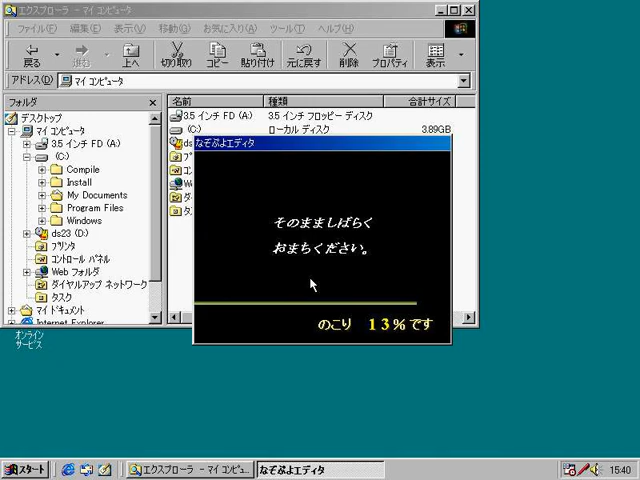 エクスプローラ － マイ コンピュータ
ファイル(F) 編集(E) 表示(V) 移動(G) お気に入り(A) ツール(T) ヘルプ(H)
戻る 進む 上へ 切り取り コピー 貼り付け 元に戻す 削除 プロパティ 表示
アドレス(D) マイ コンピュータ
フォルダ
名前 種類 合計サイズ
デスクトップ
マイ コンピュータ
3.5 インチ FD (A:)
(C:)
Compile
Install
My Documents
Program Files
Windows
ds23 (D:)
プリンタ
コントロール パネル
Web フォルダ
ダイヤルアップ ネットワーク
タスク
マイ ドキュメント
Internet Explorer
3.5 インチ FD (A:) 3.5 インチ フロッピー ディスク
(C:) ローカル ディスク 3.89GB
なぞぷよエディタ
そのまましばらく
おまちください。
のこり 13％です
オンライン
サービス
スタート
エクスプローラ － マイ コンピュ...
なぞぷよエディタ
15:40